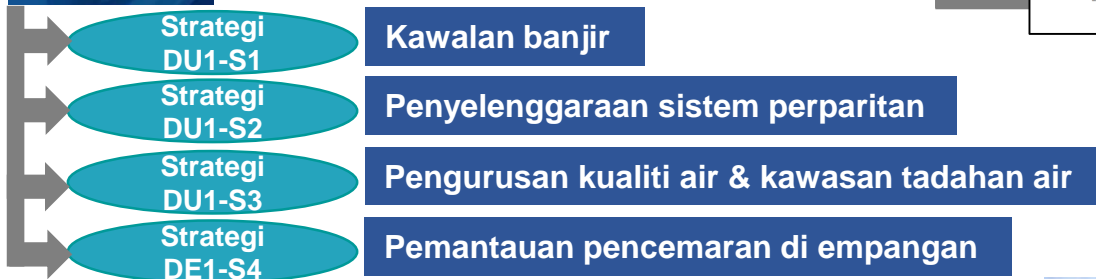 Strategi
DU1-S1
Kawalan banjir
Strategi
DU1-S2
Penyelenggaraan sistem perparitan
Strategi
DU1-S3
Pengurusan kualiti air & kawasan tadahan air
Strategi
DE1-S4
Pemantauan pencemaran di empangan